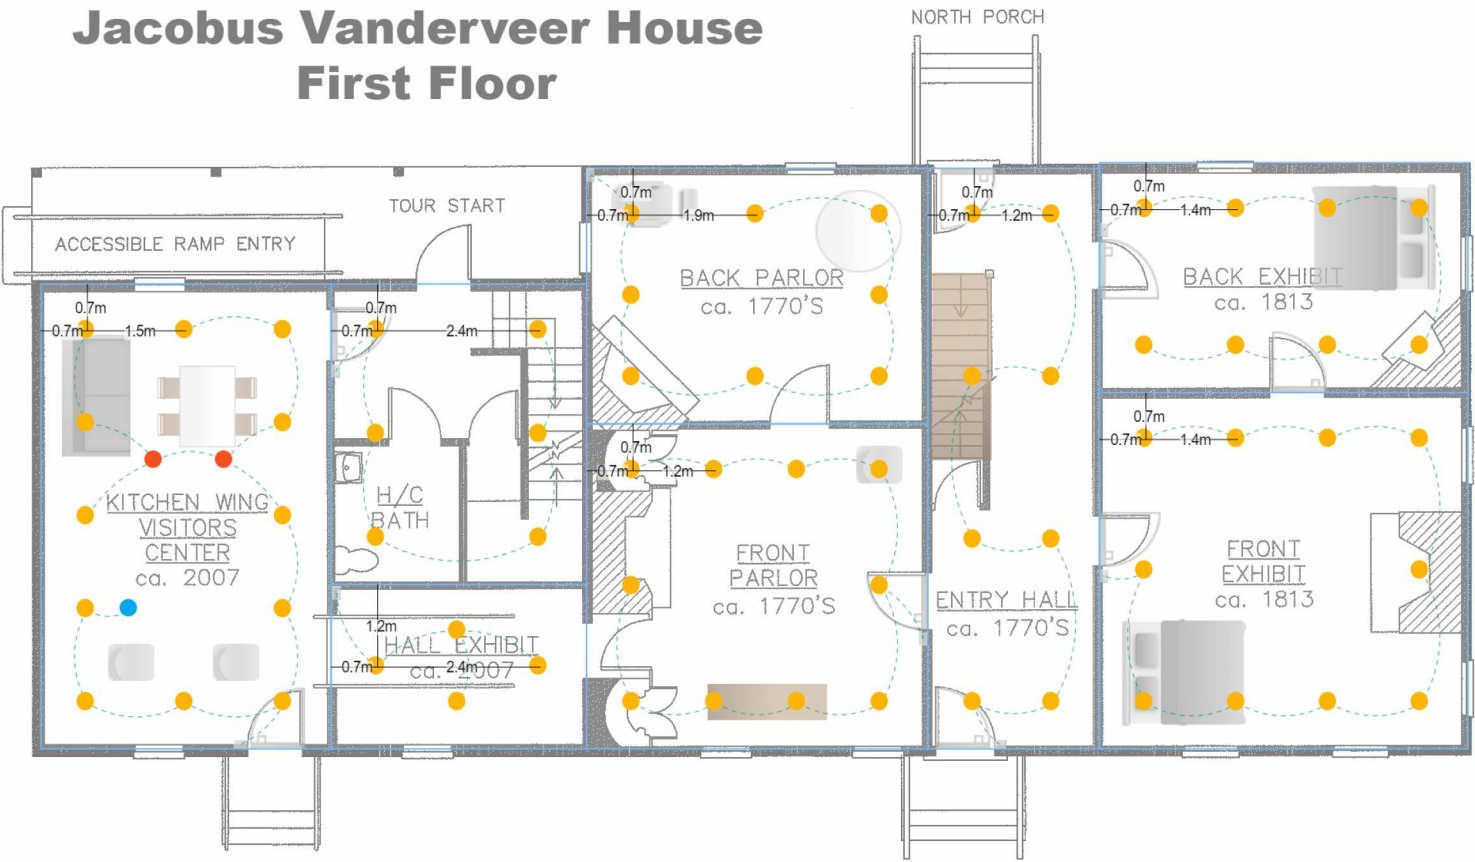 Jacobus Vanderveer House
First Floor
NORTH PORCH
TOUR START
ACCESSIBLE RAMP ENTRY
0.7m
0.7m
1.9m
0.7m
0.7m
1.2m
0.7m
0.7m
1.4m
BACK PARLOR
ca. 1770'S
BACK EXHIBIT
ca. 1813
0.7m
0.7m
1.5m
0.7m
0.7m
2.4m
0.7m
0.7m
1.2m
0.7m
0.7m
1.4m
KITCHEN WING
VISITORS
CENTER
ca. 2007
H/C
BATH
N
N
FRONT
PARLOR
ca. 1770'S
FRONT
EXHIBIT
ca. 1813
ENTRY HALL
ca. 1770'S
1.2m
HALL EXHIBIT
0.7m
2.4m
ca. 2007